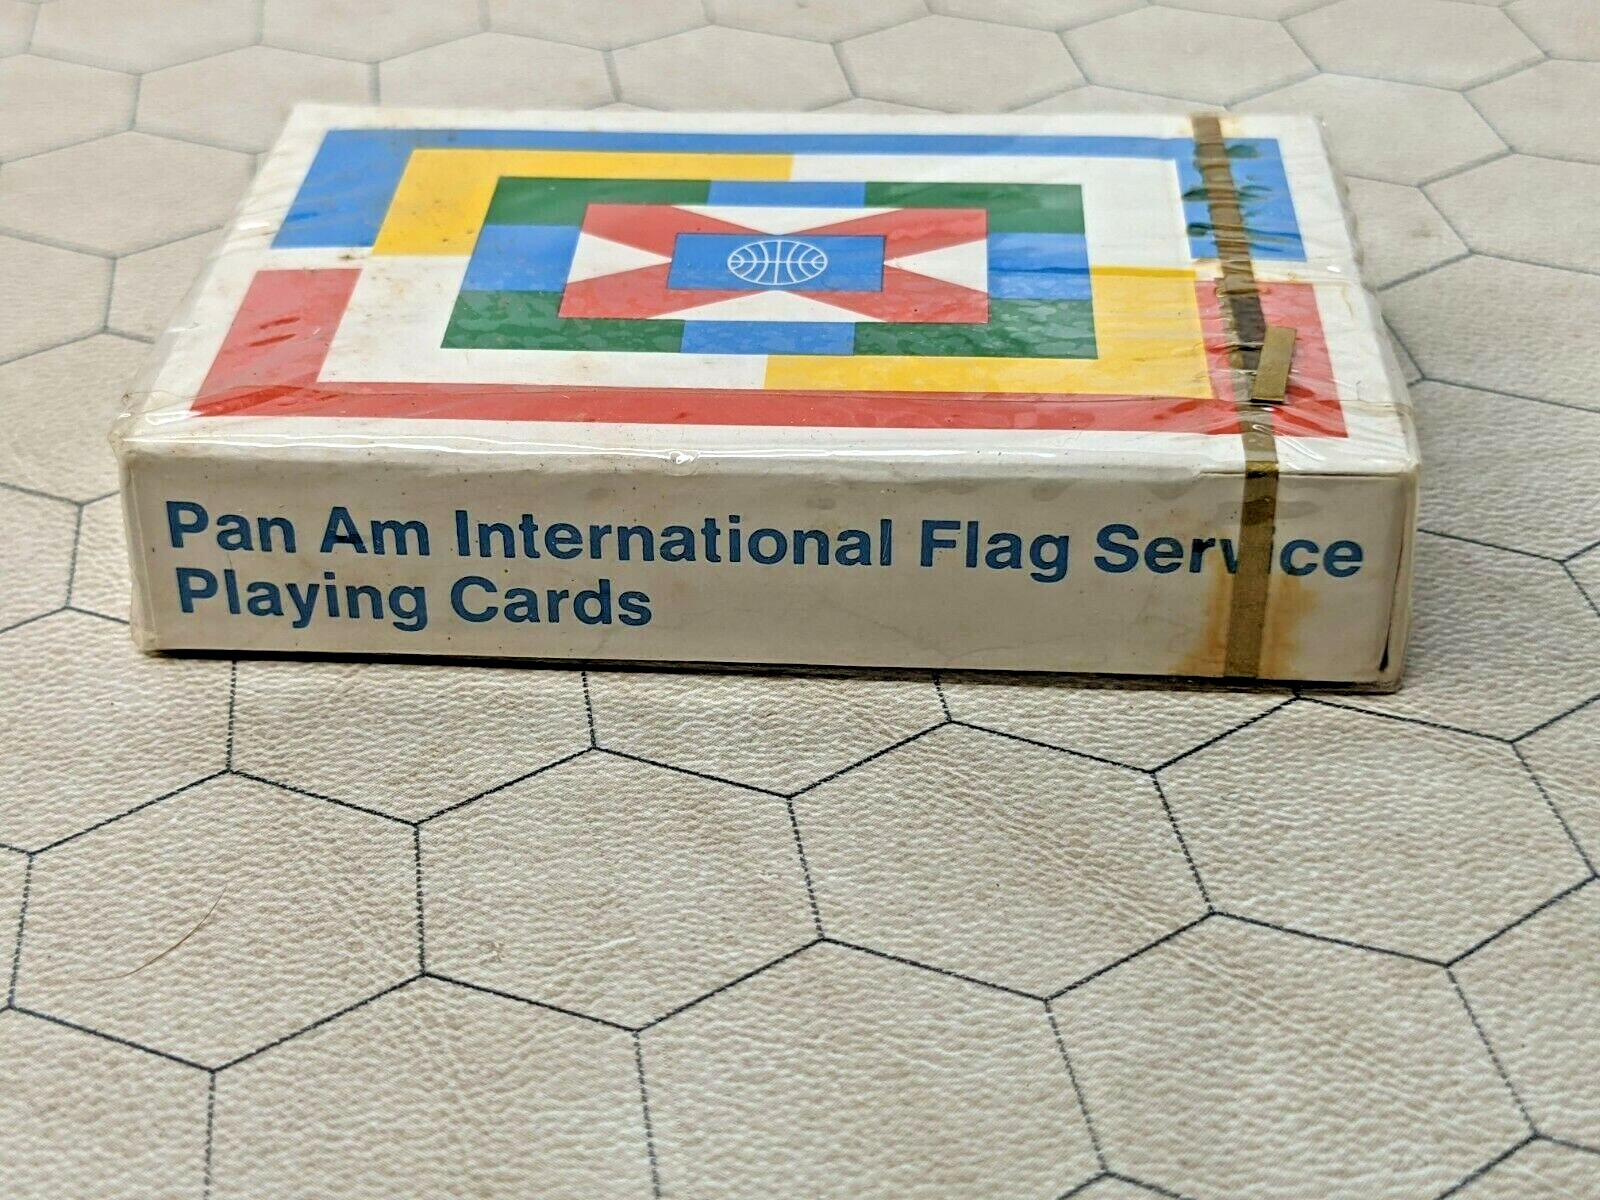 Pan Am International Flag Service
Playing Cards